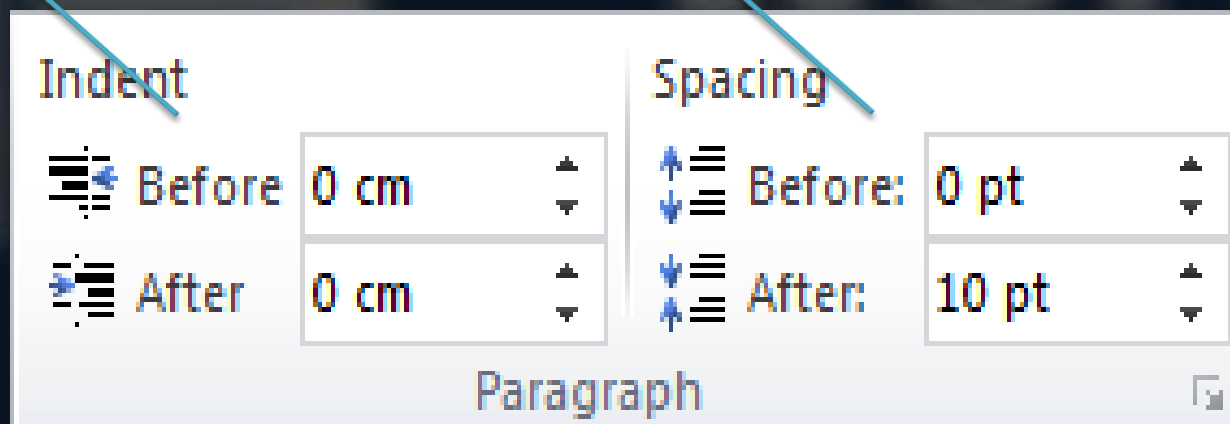 Indent Spacing
Before 0 cm Before: 0 pt
After 0 cm After: 10 pt
Paragraph